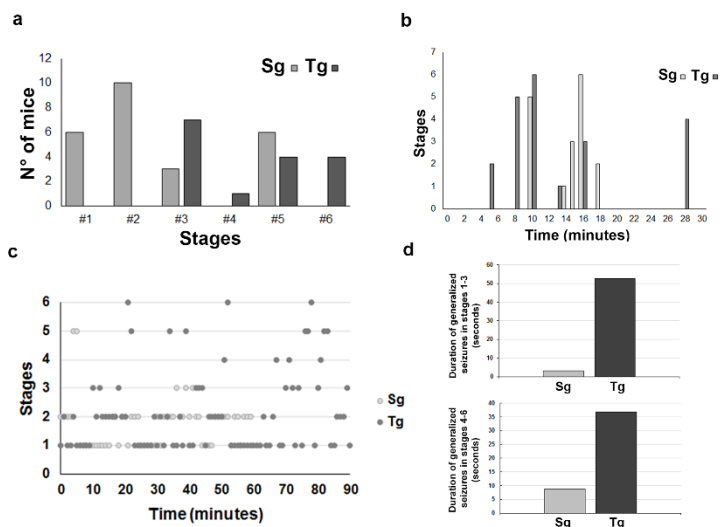 a
Sg Tg
N° of mice
12
10
8
6
4
2
0
#1 #2 #3 #4 #5 #6
Stages
b
Sg Tg
Stages
7
6
5
4
3
2
1
0
0 2 4 6 8 10 12 14 16 18 20 22 24 26 28 30
Time (minutes)
c
Stages
6
5
4
3
2
1
0
0 10 20 30 40 50 60 70 80 90
Time (minutes)
Sg
Tg
d
Duration of generalized
seizures in stages 1-3
(seconds)
60
50
40
30
20
10
0
Sg Tg
Duration of generalized
seizures in stages 4-6
(seconds)
40
35
30
25
20
15
10
5
0
Sg Tg